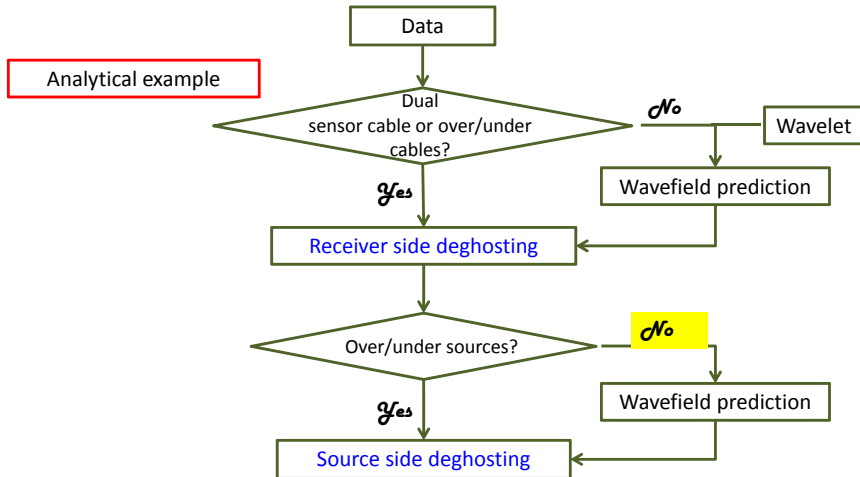 Data
Analytical example
Dual
sensor cable or over/under
cables?
No
Wavelet
Yes
Wavefield prediction
Receiver side deghosting
Over/under sources?
No
Yes
Wavefield prediction
Source side deghosting